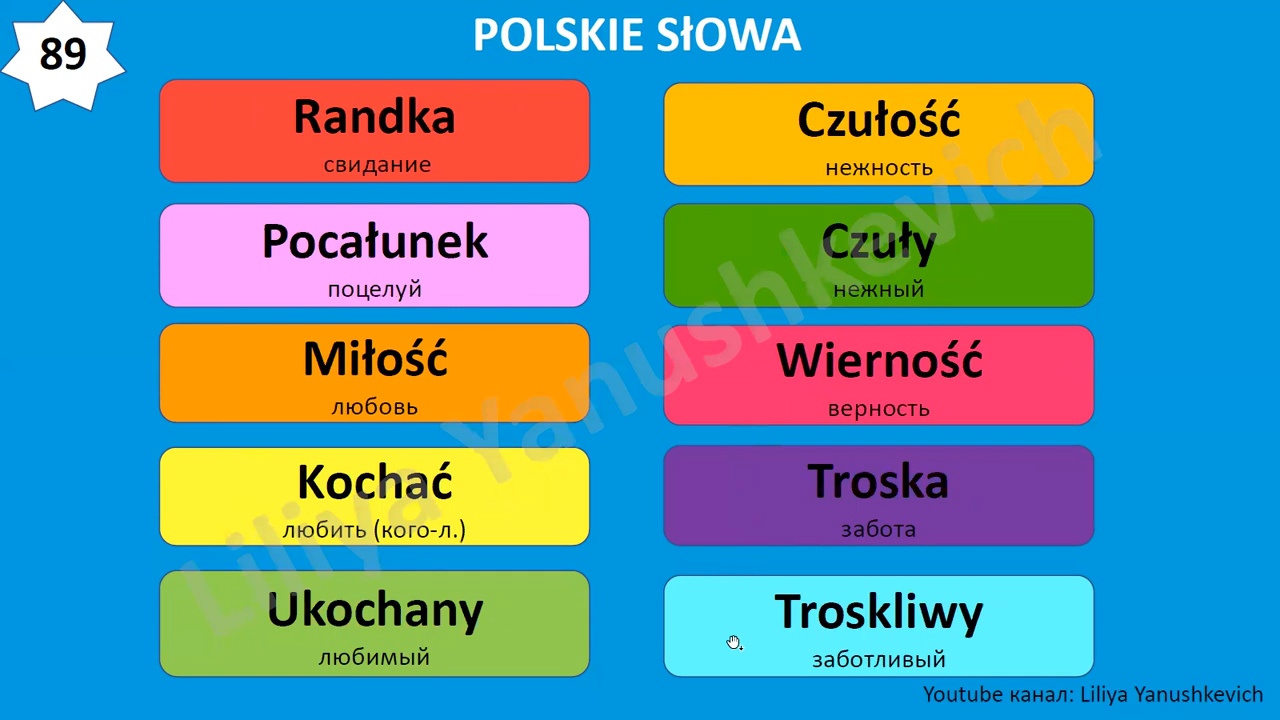 89
POLSKIE SŁOWA
Randka
свидание
Pocałunek
поцелуй
Miłość
любовь
Kochać
любить (кого-л.)
Ukochany
любимый
Czułość
нежность
Czuły
нежный
Wierność
верность
Troska
забота
Troskliwy
заботливый
Liliya Yanushkevich
Youtube канал: Liliya Yanushkevich